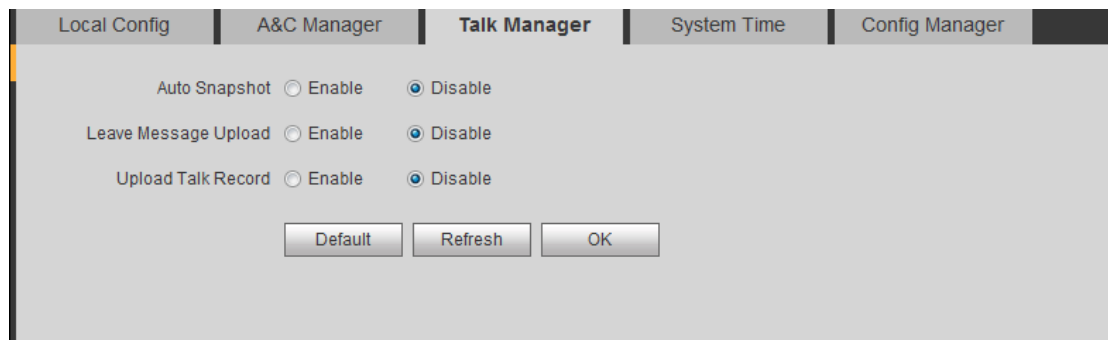 Local Config A&C Manager Talk Manager System Time Config Manager
Auto Snapshot Enable Disable
Leave Message Upload Enable Disable
Upload Talk Record Enable Disable
Default Refresh OK